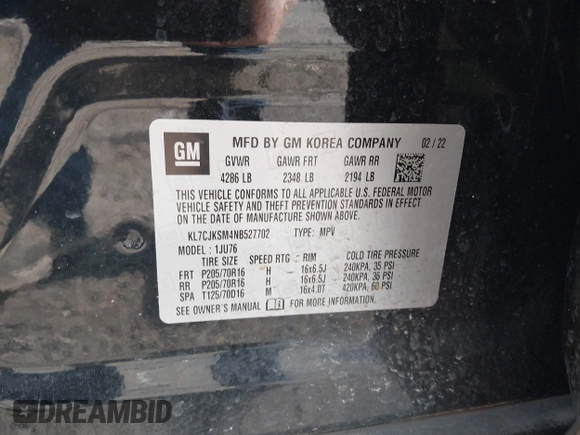 GM
MFD BY GM KOREA COMPANY 02/22
GVWR GAWR FRT GAWR RR
4286 LB 2348 LB 2194 LB
THIS VEHICLE CONFORMS TO ALL APPLICABLE U.S. FEDERAL MOTOR
VEHICLE SAFETY AND THEFT PREVENTION STANDARDS IN EFFECT ON
THE DATE OF MANUFACTURE SHOWN ABOVE.
KL7CJKSM4NB527702 TYPE: MPV
MODEL: 1JU76
TIRE SIZE SPEED RTG RIM COLD TIRE PRESSURE
FRT P205/70R16 H 16x6.5J 240KPA, 35 PSI
RR P205/70R16 H 16x6.5J 240KPA, 36 PSI
SPA T125/70D16 M 16x4.0T 420KPA, 60 PSI
SEE OWNER'S MANUAL FOR MORE INFORMATION.
DREAMBID